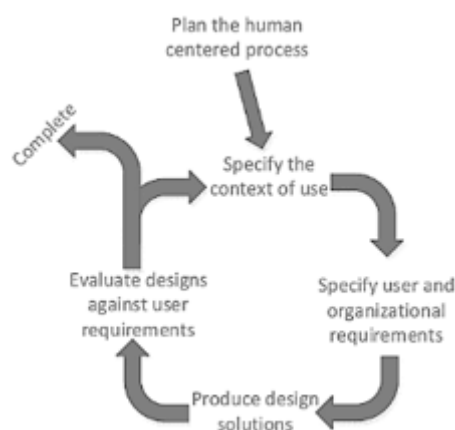 Plan the human
centered process
Complete
Specify the
context of use
Evaluate designs
against user
requirements
Specify user and
organizational
requirements
Produce design
solutions